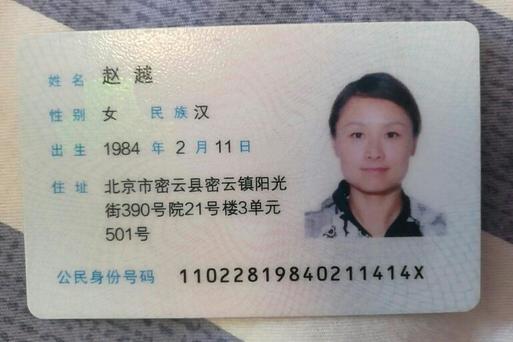 姓名 赵越
性别 女 民族 汉
出生 1984 年 2 月 11 日
住址 北京市密云县密云镇阳光
街390号院21号楼3单元
501号
公民身份号码 11022819840211414X